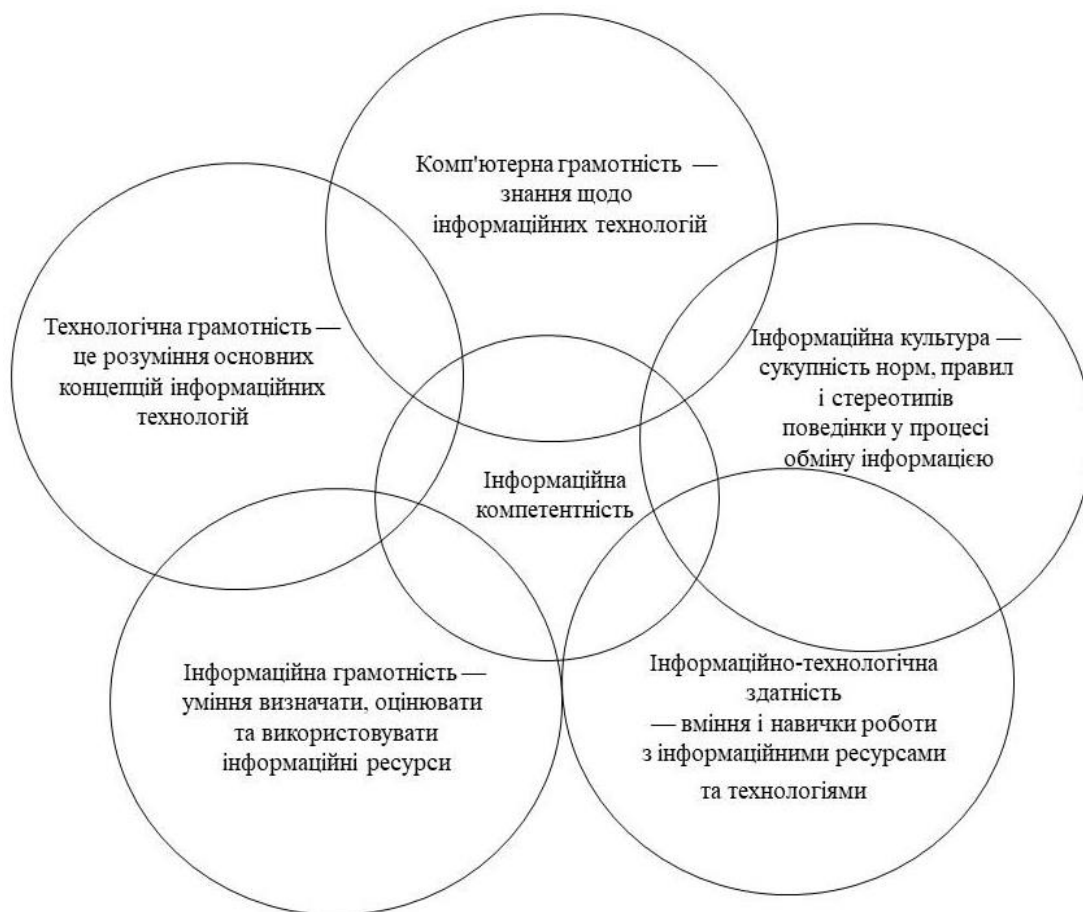 Комп'ютерна грамотність —
знання щодо
інформаційних технологій
Технологічна грамотність —
це розуміння основних
концепцій інформаційних
технологій
Інформаційна культура —
сукупність норм, правил
і стереотипів
поведінки у процесі
обміну інформацією
Інформаційна
компетентність
Інформаційна грамотність —
уміння визначати, оцінювати
та використовувати
інформаційні ресурси
Інформаційно-технологічна
здатність
— вміння і навички роботи
з інформаційними ресурсами
та технологіями